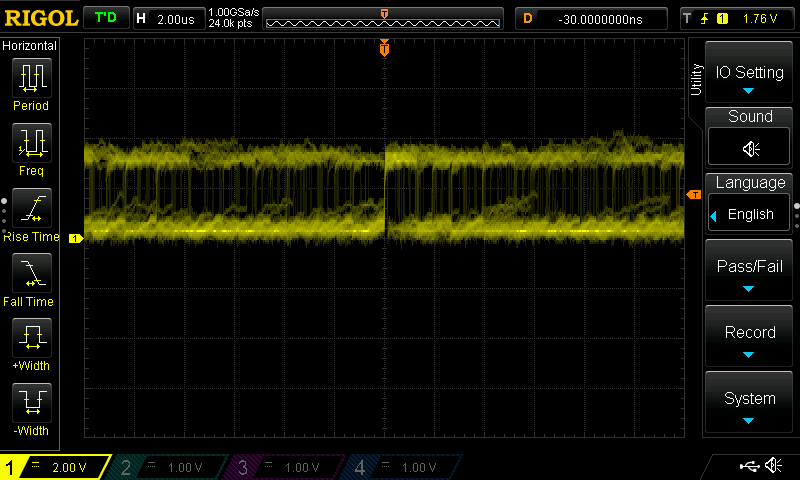 RIGOL T'D H 2.00us 1.00GSa/s 24.0k pts T D -30.0000000ns T 1 1.76 V
Horizontal
Period
Freq
Rise Time
Fall Time
+Width
-Width
T
T
1
Utility
IO Setting
Sound
Language
English
Pass/Fail
Record
System
1 2.00 V 2 1.00 V 3 1.00 V 4 1.00 V